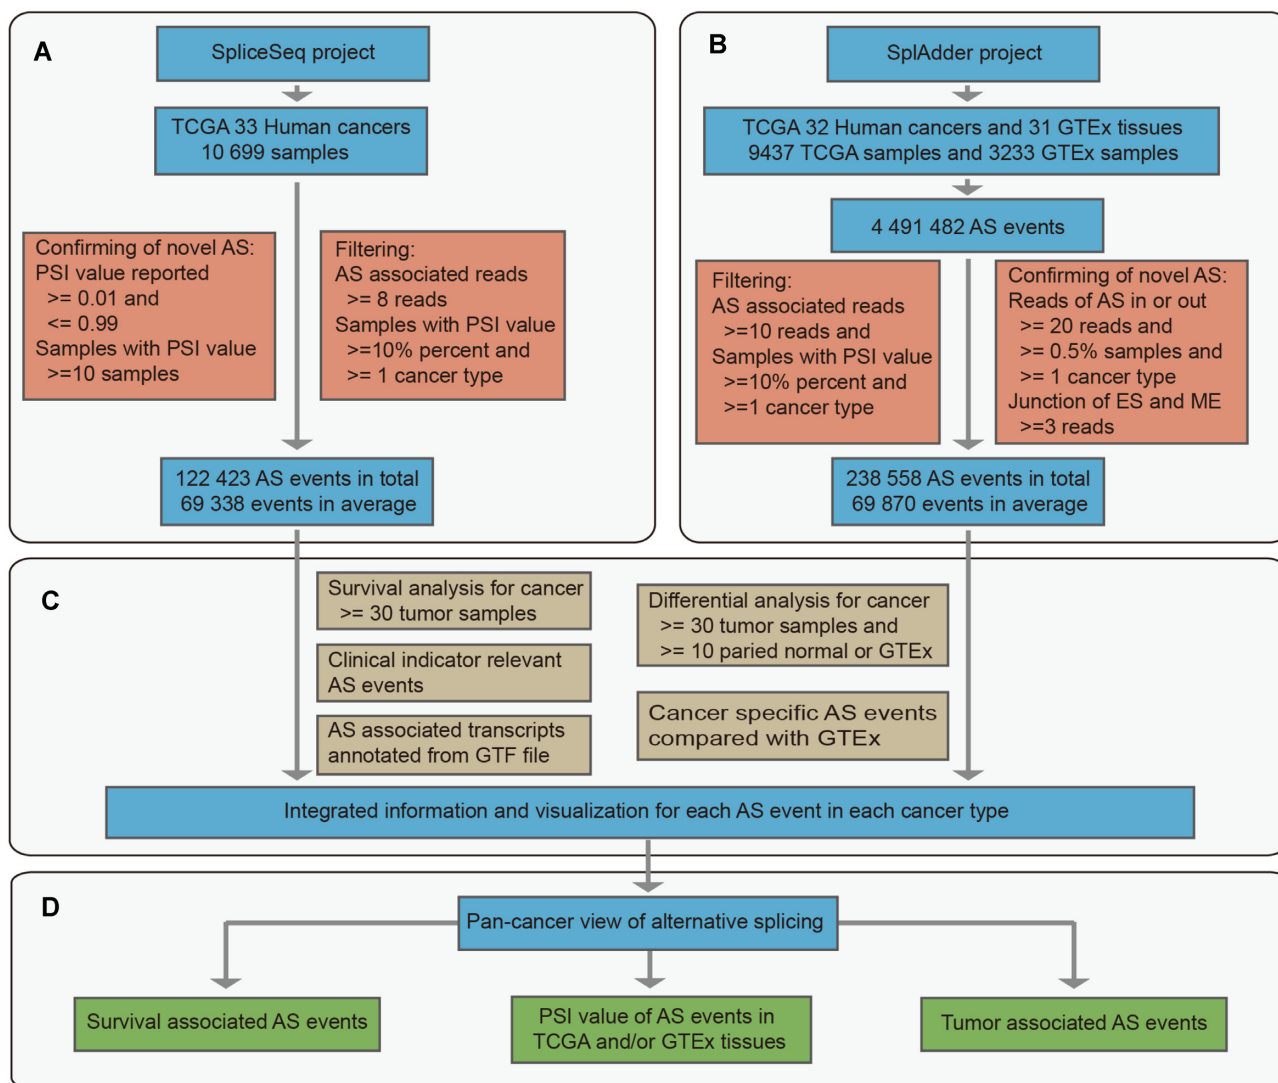 A
SpliceSeq project
TCGA 33 Human cancers
10 699 samples
Confirming of novel AS:
PSI value reported
>= 0.01 and
<= 0.99
Samples with PSI value
>=10 samples
Filtering:
AS associated reads
>= 8 reads
Samples with PSI value
>=10% percent and
>= 1 cancer type
122 423 AS events in total
69 338 events in average
B
SplAdder project
TCGA 32 Human cancers and 31 GTEx tissues
9437 TCGA samples and 3233 GTEx samples
4 491 482 AS events
Filtering:
AS associated reads
>=10 reads and
Samples with PSI value
>=10% percent and
>=1 cancer type
Confirming of novel AS:
Reads of AS in or out
>= 20 reads and
>= 0.5% samples and
>= 1 cancer type
Junction of ES and ME
>=3 reads
238 558 AS events in total
69 870 events in average
C
Survival analysis for cancer
>= 30 tumor samples
Clinical indicator relevant
AS events
AS associated transcripts
annotated from GTF file
Differential analysis for cancer
>= 30 tumor samples and
>= 10 paried normal or GTEx
Cancer specific AS events
compared with GTEx
Integrated information and visualization for each AS event in each cancer type
D
Pan-cancer view of alternative splicing
Survival associated AS events
PSI value of AS events in
TCGA and/or GTEx tissues
Tumor associated AS events